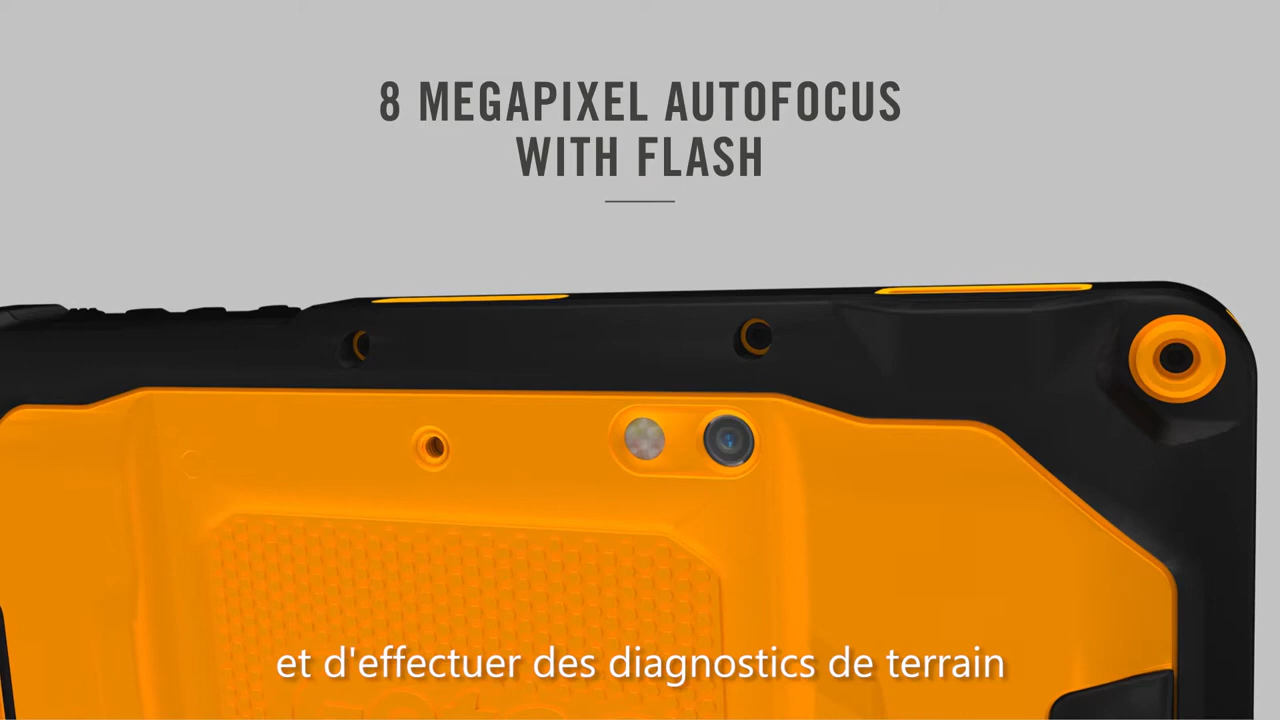 8 MEGAPIXEL AUTOFOCUS
WITH FLASH
et d'effectuer des diagnostics de terrain